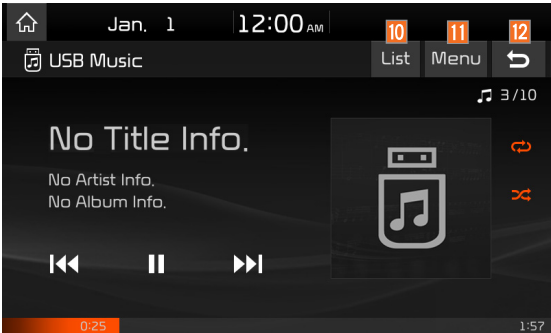 Jan. 1 12:00 AM
10 11 12
USB Music List Menu
3/10
No Title Info.
No Artist Info.
No Album Info.
0:25 1:57